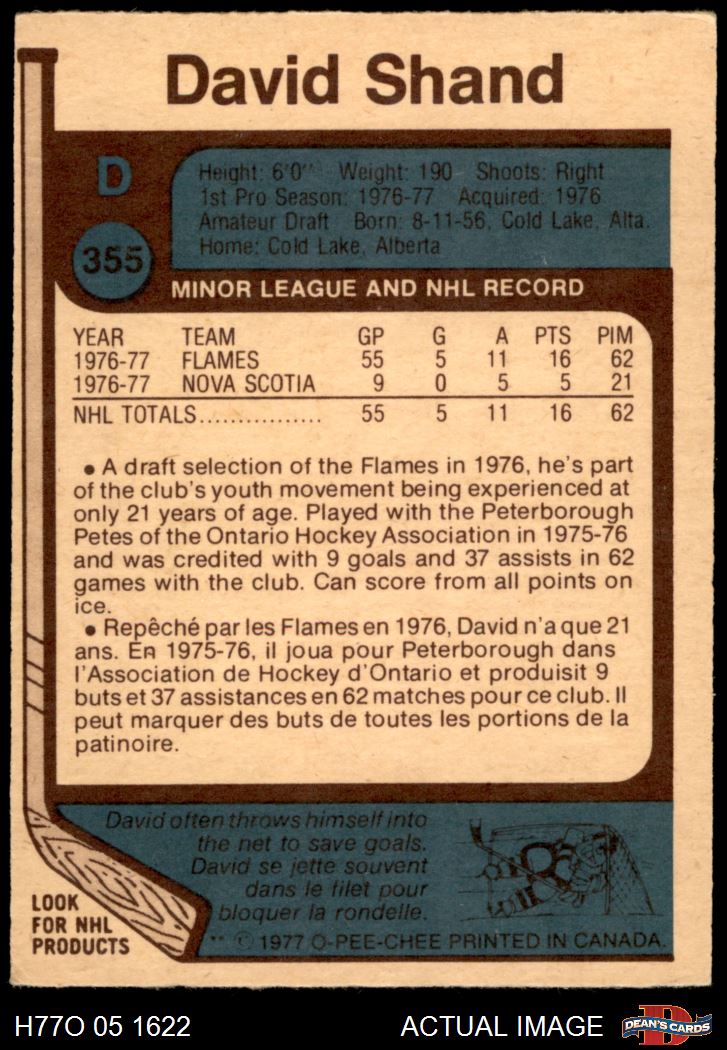 David Shand
D
Height: 6'0" Weight: 190 Shoots: Right
1st Pro Season: 1976-77 Acquired: 1976
Amateur Draft Born: 8-11-56, Cold Lake, Alta.
Home: Cold Lake, Alberta
355
MINOR LEAGUE AND NHL RECORD
YEAR TEAM GP G A PTS PIM
1976-77 FLAMES 55 5 11 16 62
1976-77 NOVA SCOTIA 9 0 5 5 21
NHL TOTALS................ 55 5 11 16 62
• A draft selection of the Flames in 1976, he's part
of the club's youth movement being experienced at
only 21 years of age. Played with the Peterborough
Petes of the Ontario Hockey Association in 1975-76
and was credited with 9 goals and 37 assists in 62
games with the club. Can score from all points on
ice.
• Repêché par les Flames en 1976, David n'a que 21
ans. En 1975-76, il joua pour Peterborough dans
l'Association de Hockey d'Ontario et produisit 9
buts et 37 assistances en 62 matches pour ce club. Il
peut marquer des buts de toutes les portions de la
patinoire.
David often throws himself into
the net to save goals.
David se jette souvent
dans le filet pour
bloquer la rondelle.
LOOK
FOR NHL
PRODUCTS
** © 1977 O-PEE-CHEE PRINTED IN CANADA.
H77O 05 1622 ACTUAL IMAGE
D
DEAN'S CARDS